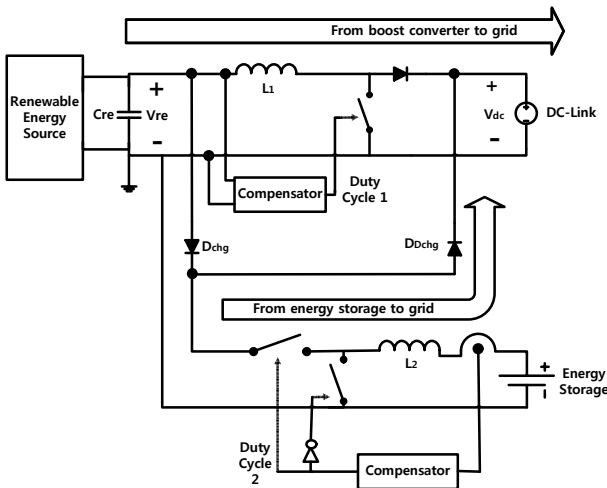 From boost converter to grid
Renewable
Energy
Source
Cre
+
Vre
-
L1
+
Vdc
-
DC-Link
Compensator
Duty
Cycle 1
Dchg
DDchg
From energy storage to grid
L2
Energy
Storage
Duty
Cycle
2
Compensator